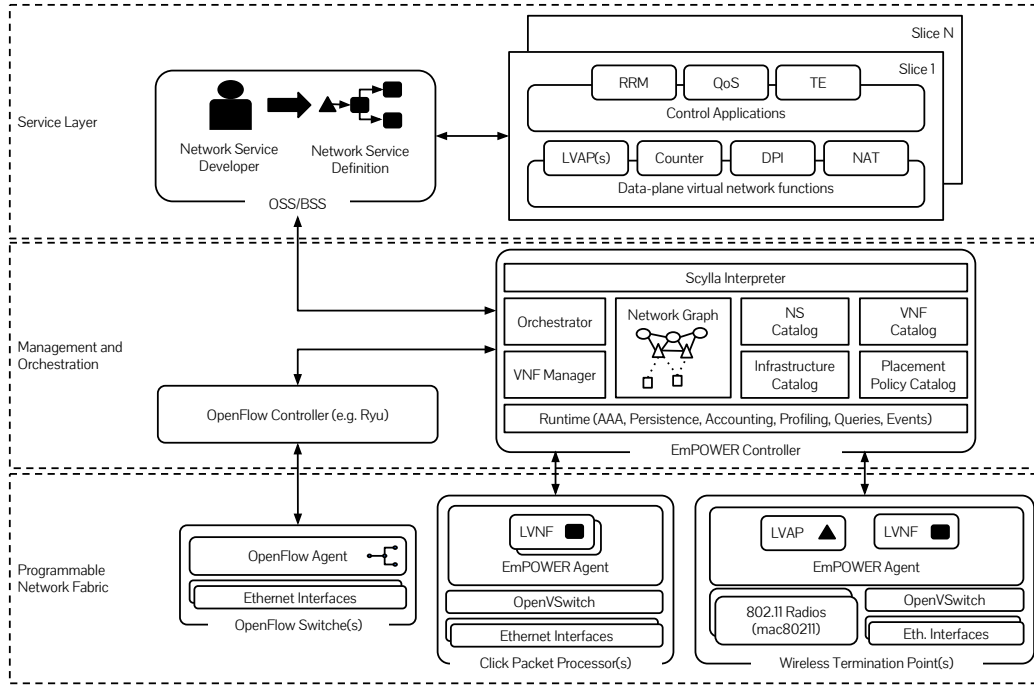 Slice N
Slice 1
RRM
QoS
TE
Control Applications
LVAP(s)
Counter
DPI
NAT
Data-plane virtual network functions
Service Layer
Network Service
Developer
Network Service
Definition
OSS/BSS
Management and
Orchestration
Scylla Interpreter
Orchestrator
Network Graph
NS
Catalog
VNF
Catalog
VNF Manager
Infrastructure
Catalog
Placement
Policy Catalog
Runtime (AAA, Persistence, Accounting, Profiling, Queries, Events)
EmPOWER Controller
OpenFlow Controller (e.g. Ryu)
Programmable
Network Fabric
OpenFlow Agent
Ethernet Interfaces
OpenFlow Switche(s)
LVNF
EmPOWER Agent
OpenVSwitch
Ethernet Interfaces
Click Packet Processor(s)
LVAP
LVNF
EmPOWER Agent
802.11 Radios
(mac80211)
OpenVSwitch
Eth. Interfaces
Wireless Termination Point(s)